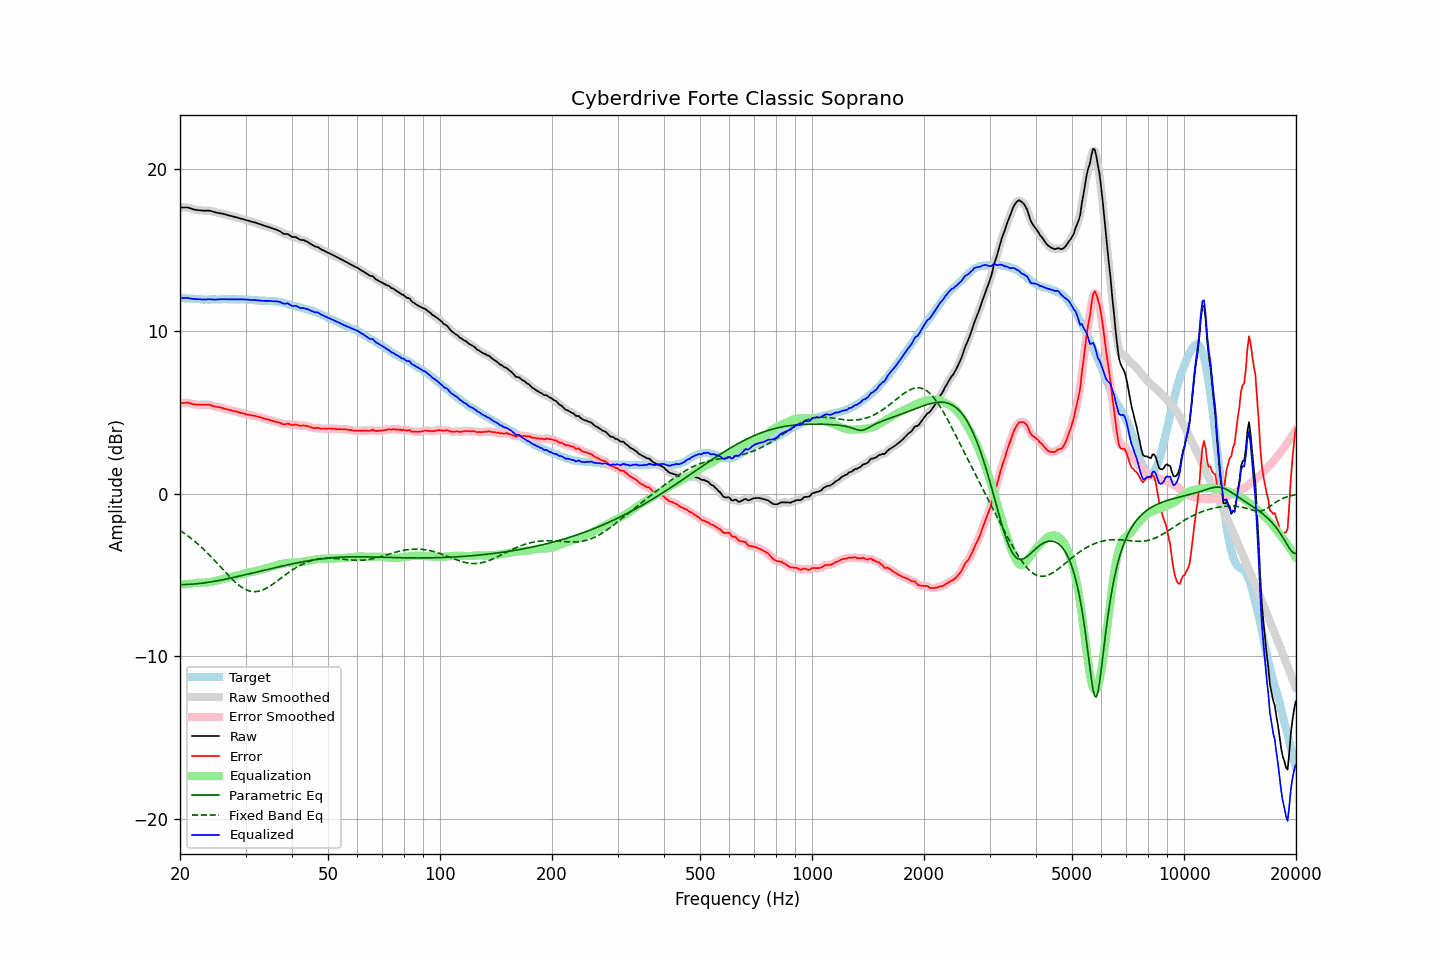 Cyberdrive Forte Classic Soprano
Amplitude (dBr)
20
10
0
−10
−20
Target
Raw Smoothed
Error Smoothed
Raw
Error
Equalization
Parametric Eq
Fixed Band Eq
Equalized
20 50 100 200 500 1000 2000 5000 10000 20000
Frequency (Hz)